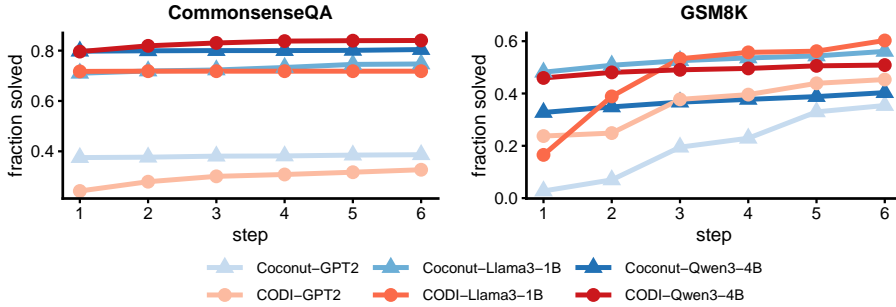 CommonsenseQA
GSM8K
fraction solved
0.8
0.6
0.4
1 2 3 4 5 6
step
fraction solved
0.6
0.4
0.2
0.0
1 2 3 4 5 6
step
Coconut−GPT2
Coconut−Llama3−1B
Coconut−Qwen3−4B
CODI−GPT2
CODI−Llama3−1B
CODI−Qwen3−4B